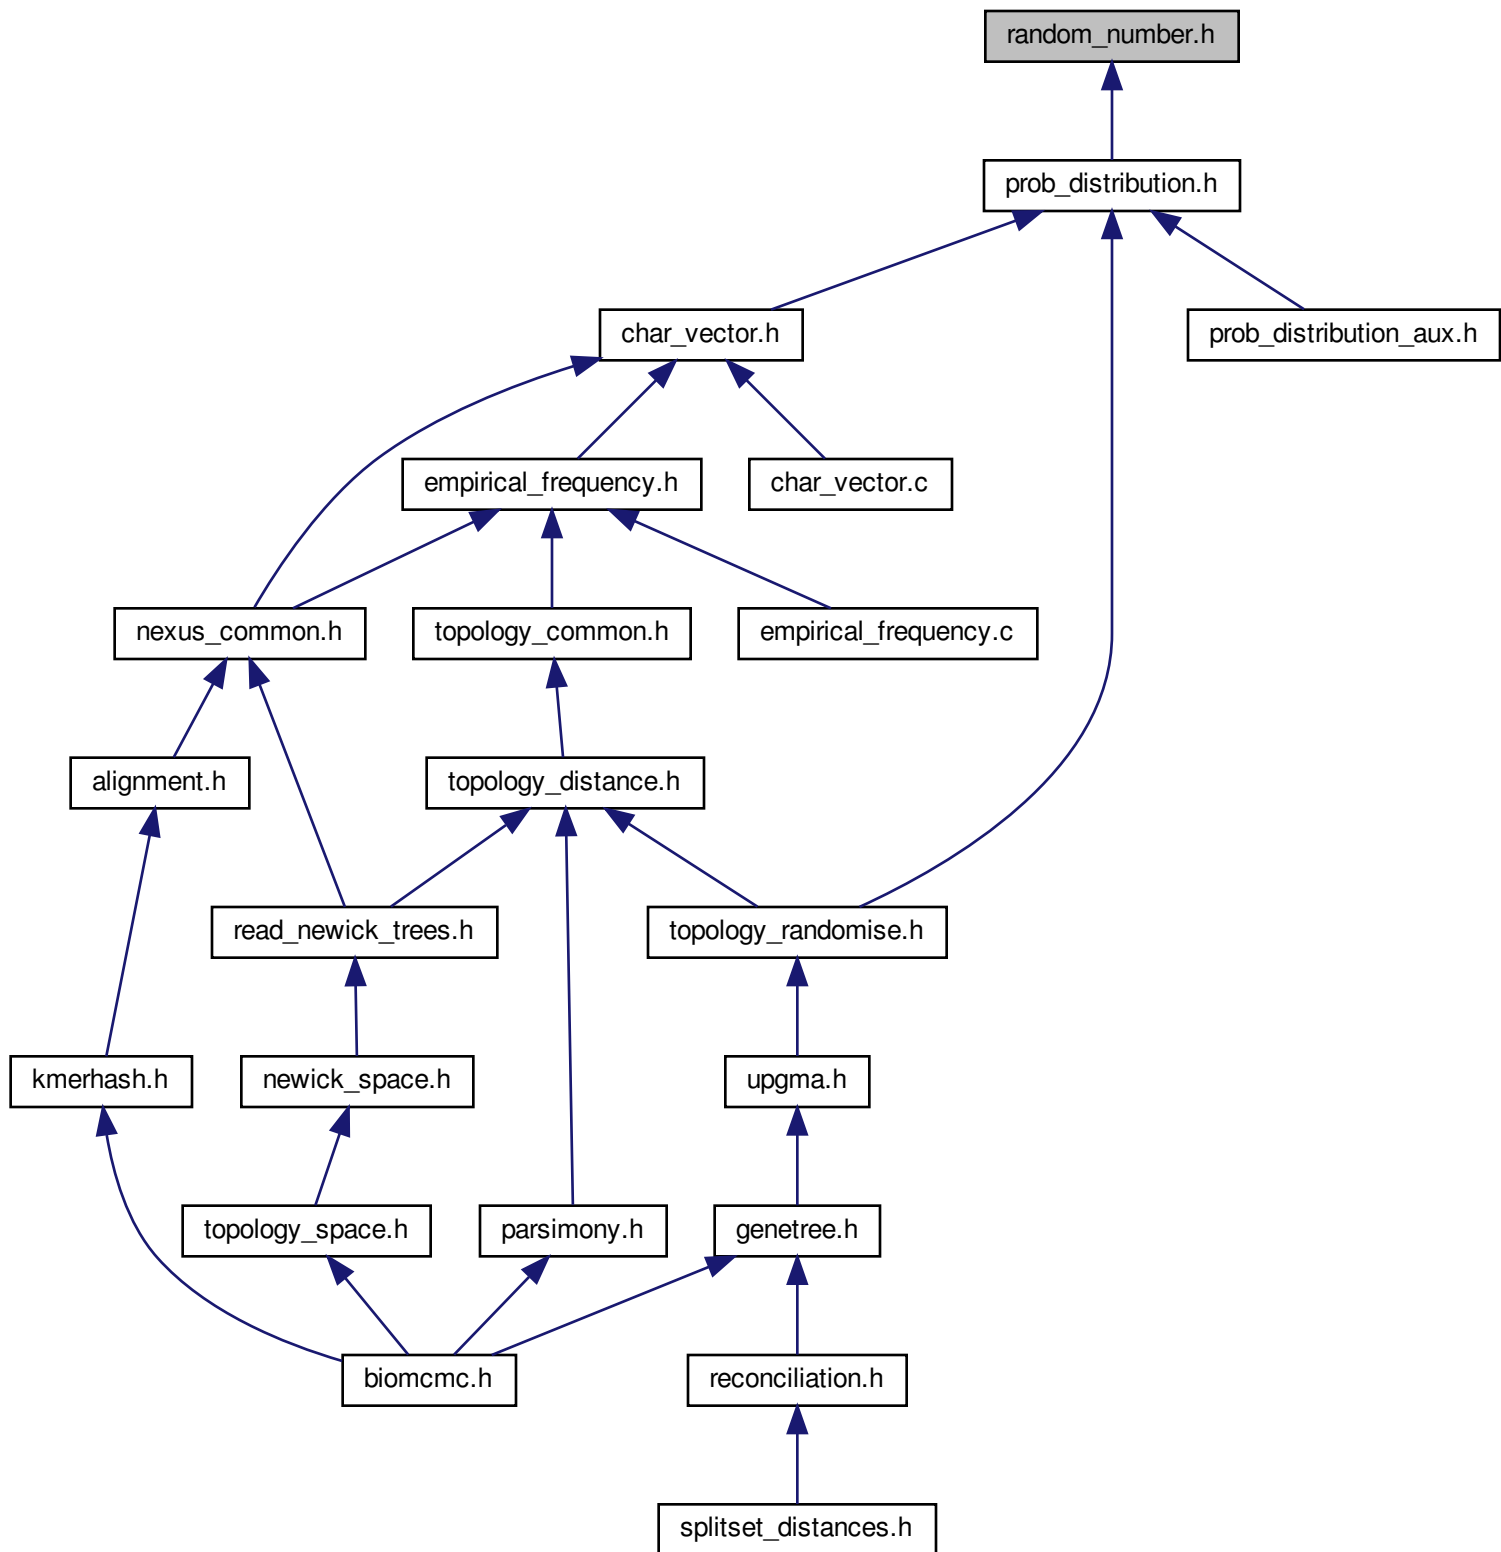 random_number.h
prob_distribution.h
char_vector.h
prob_distribution_aux.h
empirical_frequency.h
char_vector.c
nexus_common.h
topology_common.h
empirical_frequency.c
alignment.h
topology_distance.h
read_newick_trees.h
topology_randomise.h
kmerhash.h
newick_space.h
upgma.h
topology_space.h
parsimony.h
genetree.h
biomcmc.h
reconciliation.h
splitset_distances.h